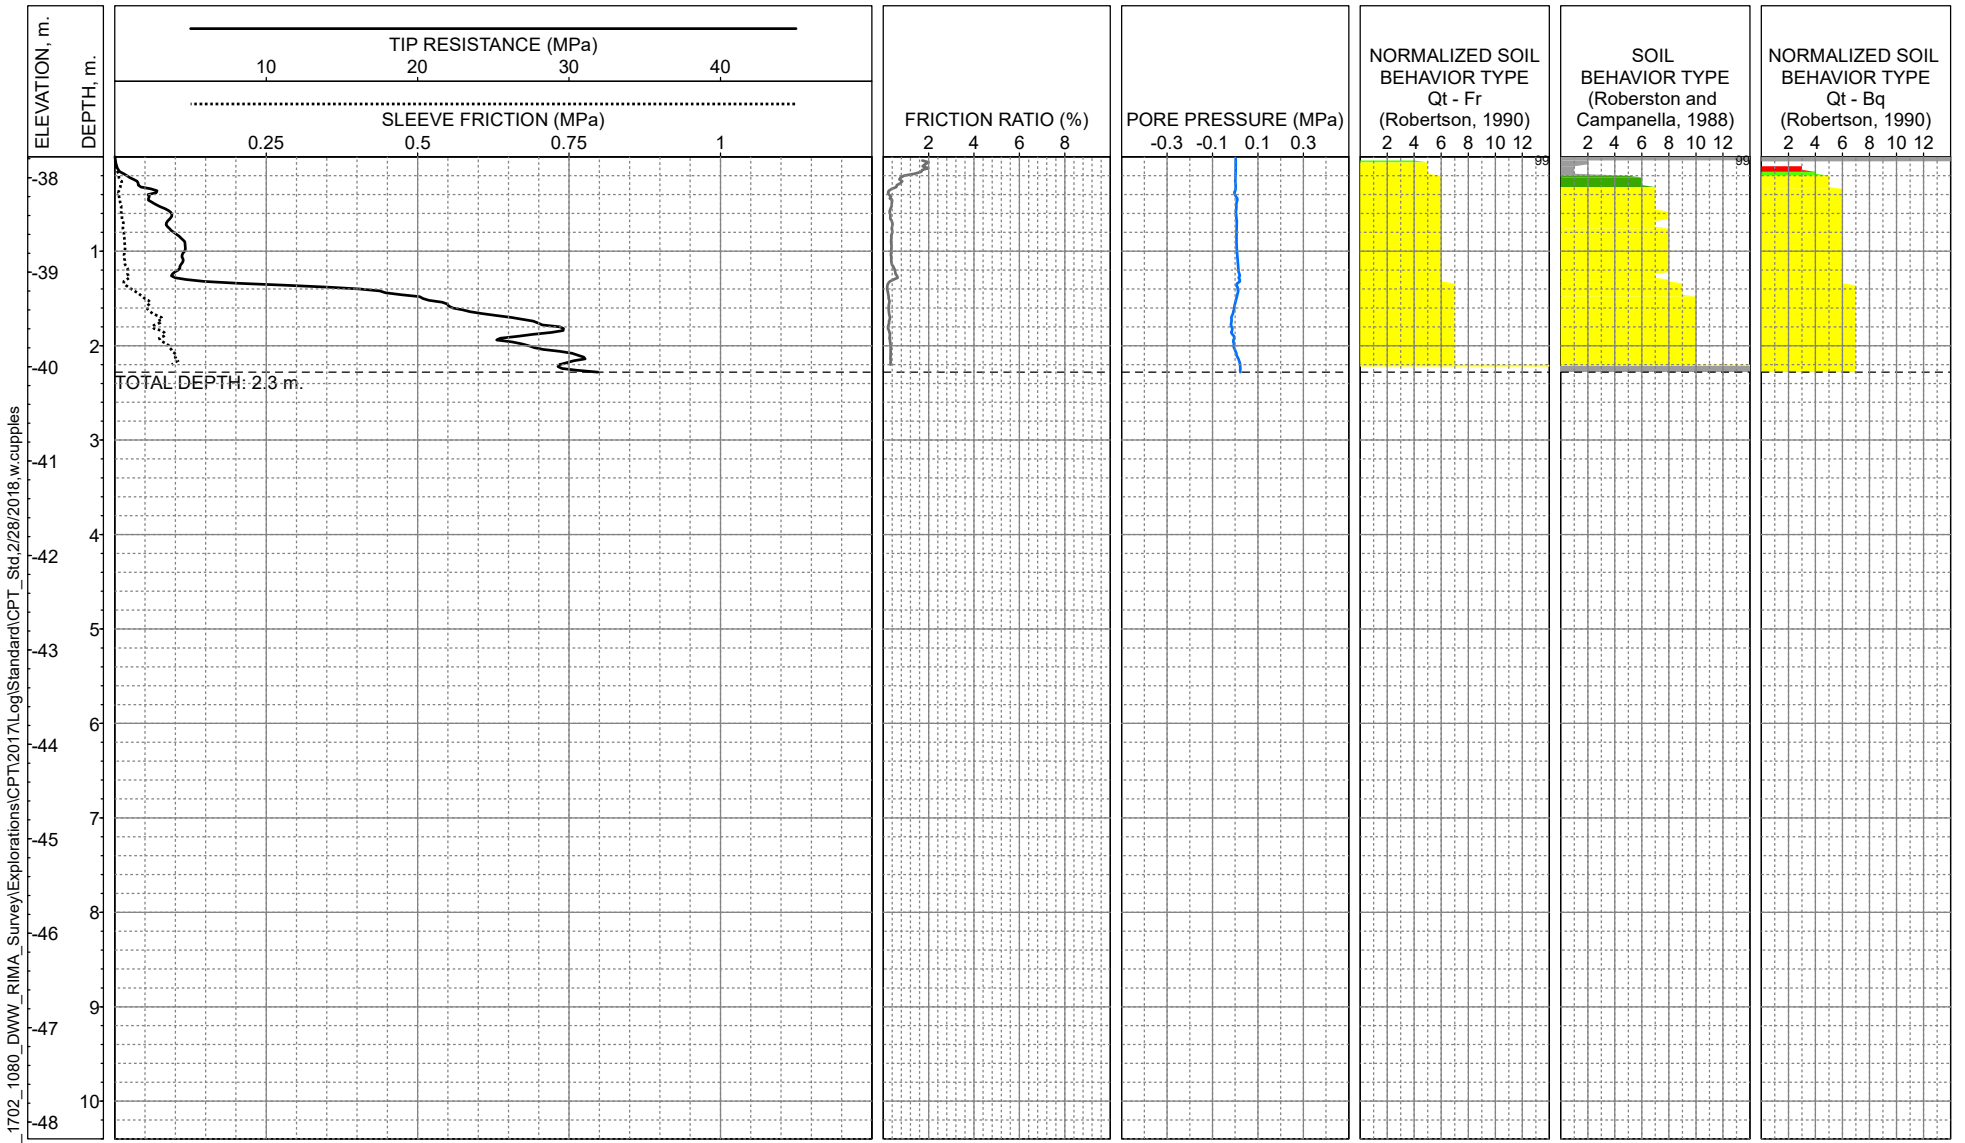 _1702_1080_DWW_RIMA_Survey\Explorations\CPT\2017\Log\Standard\CPT_Std,2/28/2018,w.cupples
ELEVATION, m.
DEPTH, m.
TIP RESISTANCE (MPa)
10 20 30 40
SLEEVE FRICTION (MPa)
0.25 0.5 0.75 1
FRICTION RATIO (%)
2 4 6 8
PORE PRESSURE (MPa)
-0.3 -0.1 0.1 0.3
NORMALIZED SOIL
BEHAVIOR TYPE
Qt - Fr
(Robertson, 1990)
2 4 6 8 10 12
99
SOIL
BEHAVIOR TYPE
(Roberston and
Campanella, 1988)
2 4 6 8 10 12
99
NORMALIZED SOIL
BEHAVIOR TYPE
Qt - Bq
(Robertson, 1990)
2 4 6 8 10 12
-38
1
-39
2
-40
TOTAL DEPTH: 2.3 m.
3
-41
4
-42
5
-43
6
-44
7
-45
8
-46
9
-47
10
-48